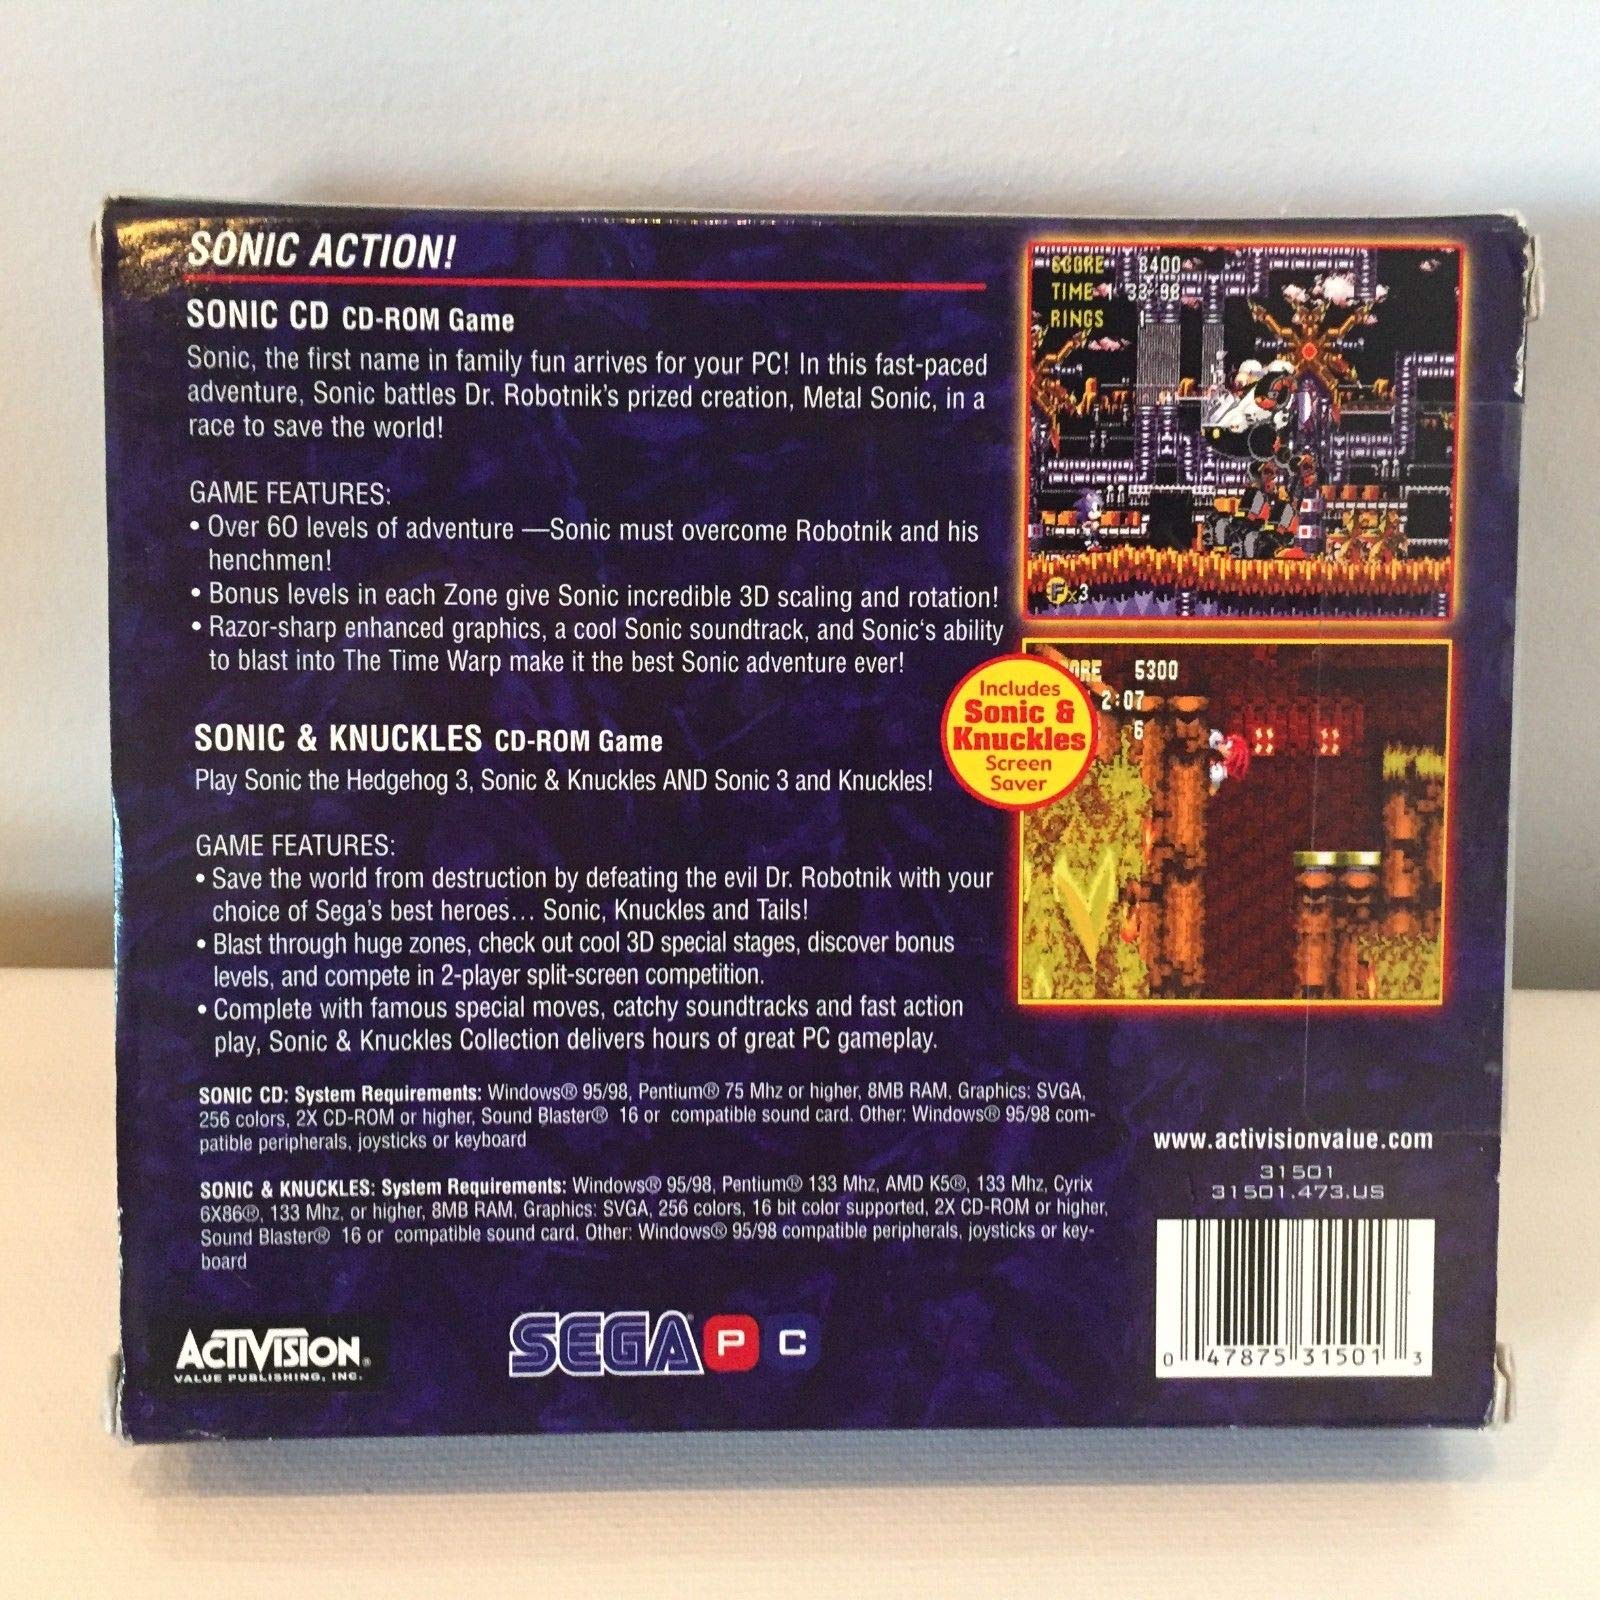 SONIC ACTION!
SONIC CD CD-ROM Game
Sonic, the first name in family fun arrives for your PC! In this fast-paced
adventure, Sonic battles Dr. Robotnik's prized creation, Metal Sonic, in a
race to save the world!
GAME FEATURES:
• Over 60 levels of adventure —Sonic must overcome Robotnik and his
henchmen!
• Bonus levels in each Zone give Sonic incredible 3D scaling and rotation!
• Razor-sharp enhanced graphics, a cool Sonic soundtrack, and Sonic's ability
to blast into The Time Warp make it the best Sonic adventure ever!
SONIC & KNUCKLES CD-ROM Game
Play Sonic the Hedgehog 3, Sonic & Knuckles AND Sonic 3 and Knuckles!
GAME FEATURES:
• Save the world from destruction by defeating the evil Dr. Robotnik with your
choice of Sega's best heroes... Sonic, Knuckles and Tails!
• Blast through huge zones, check out cool 3D special stages, discover bonus
levels, and compete in 2-player split-screen competition.
• Complete with famous special moves, catchy soundtracks and fast action
play, Sonic & Knuckles Collection delivers hours of great PC gameplay.
SONIC CD: System Requirements: Windows® 95/98, Pentium® 75 Mhz or higher, 8MB RAM, Graphics: SVGA,
256 colors, 2X CD-ROM or higher, Sound Blaster® 16 or compatible sound card. Other: Windows® 95/98 com-
patible peripherals, joysticks or keyboard
SONIC & KNUCKLES: System Requirements: Windows® 95/98, Pentium® 133 Mhz, AMD K5®, 133 Mhz, Cyrix
6X86®, 133 Mhz, or higher, 8MB RAM, Graphics: SVGA, 256 colors, 16 bit color supported, 2X CD-ROM or higher,
Sound Blaster® 16 or compatible sound card. Other: Windows® 95/98 compatible peripherals, joysticks or key-
board
ACTIVISION®
VALUE PUBLISHING, INC.
SEGA® P C
SCORE 8400
TIME 1 33 98
RINGS 1
x3
ORE 5300
2:07
6
Includes
Sonic &
Knuckles
Screen
Saver
www.activisionvalue.com
31501
31501.473.US
0 47875 31501 3